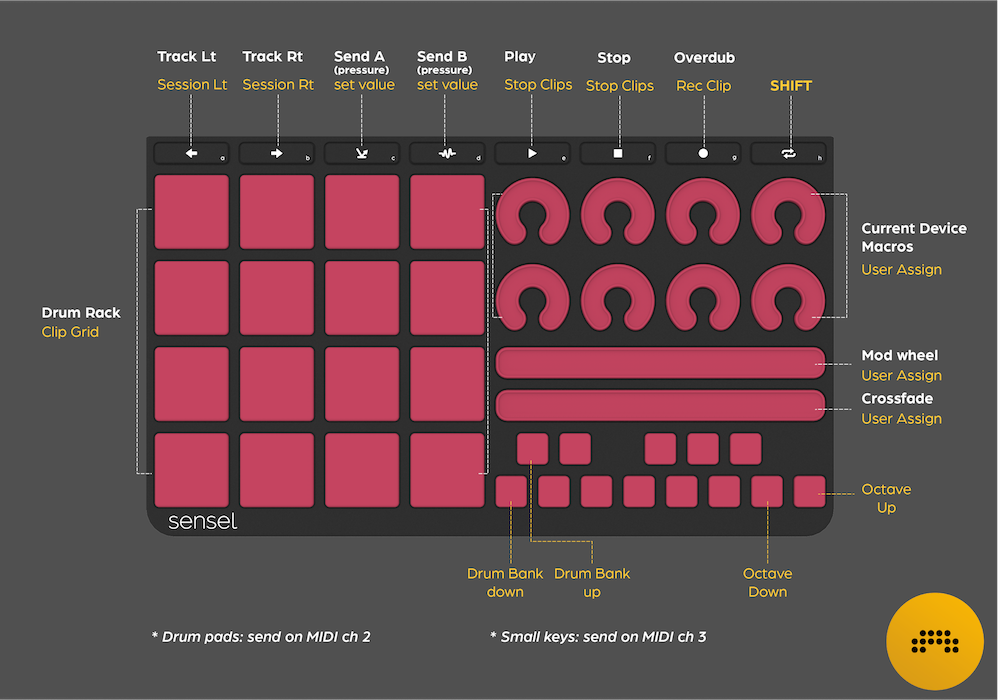 Track Lt
Session Lt
Track Rt
Session Rt
Send A
(pressure)
set value
Send B
(pressure)
set value
Play
Stop Clips
Stop
Stop Clips
Overdub
Rec Clip
SHIFT
a
b
c
d
e
f
g
h
Drum Rack
Clip Grid
Current Device
Macros
User Assign
Mod wheel
User Assign
Crossfade
User Assign
Octave
Up
sensel
Drum Bank
down
Drum Bank
up
Octave
Down
* Drum pads: send on MIDI ch 2
* Small keys: send on MIDI ch 3